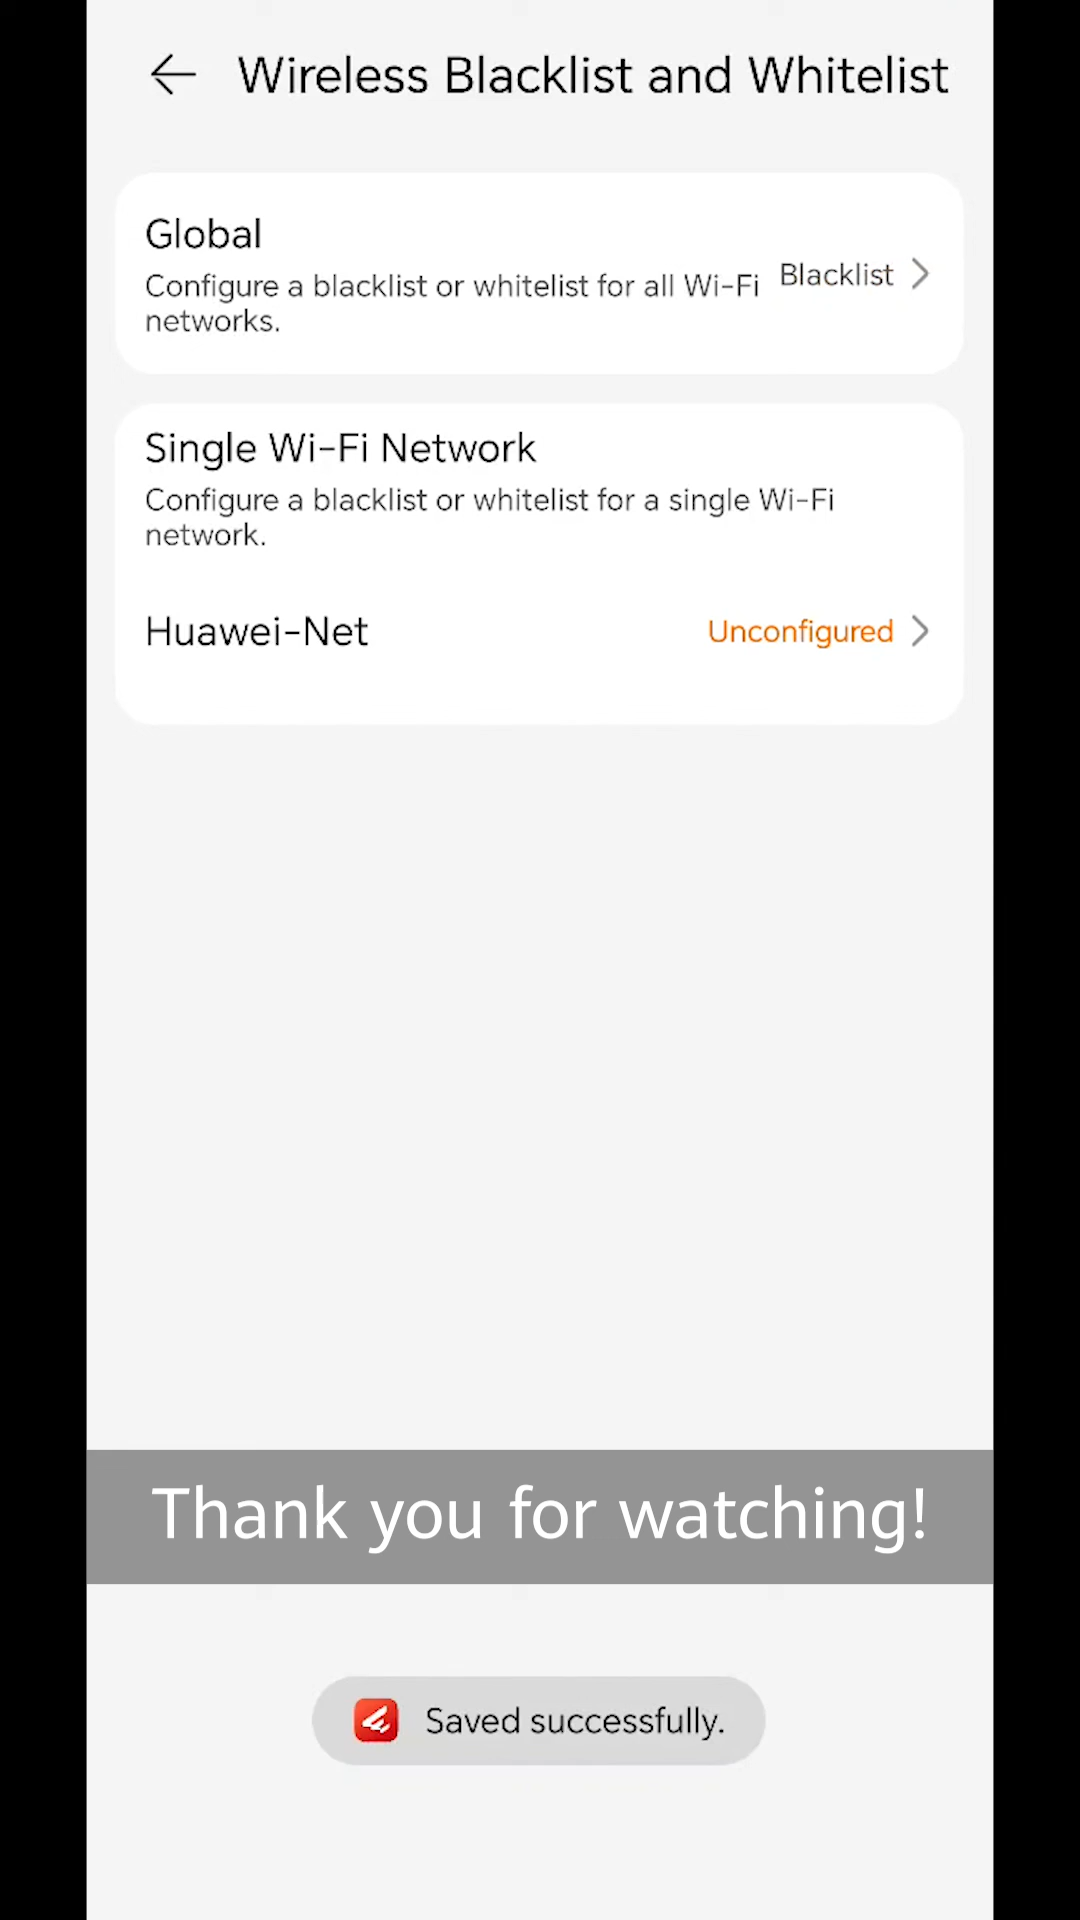 Wireless Blacklist and Whitelist
Global
Configure a blacklist or whitelist for all Wi-Fi
networks.
Blacklist
Single Wi-Fi Network
Configure a blacklist or whitelist for a single Wi-Fi
network.
Huawei-Net
Unconfigured
Thank you for watching!
Saved successfully.